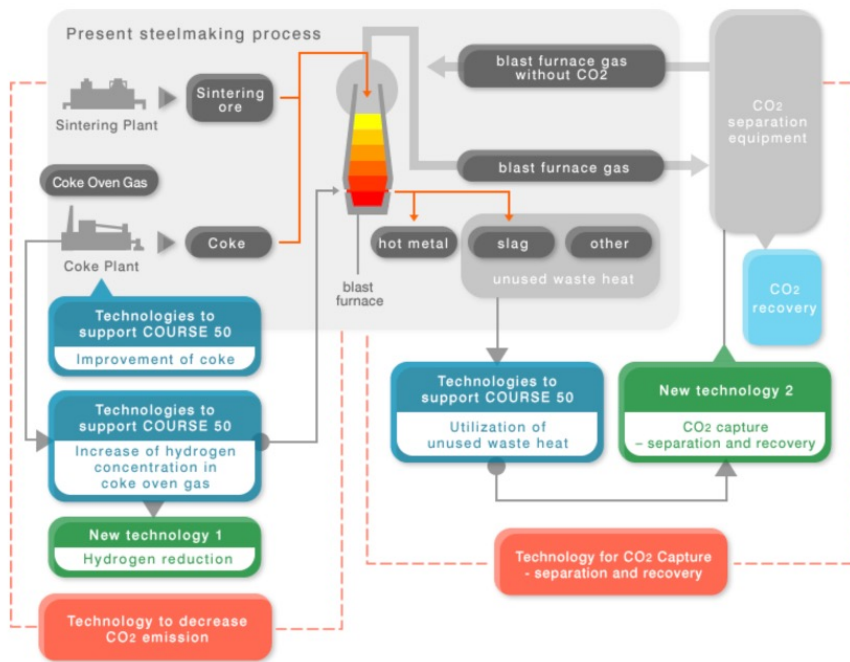 Present steelmaking process
Sintering Plant
Sintering
ore
Coke Oven Gas
Coke Plant
Coke
blast
furnace
hot metal
slag
other
unused waste heat
blast furnace gas
without CO2
blast furnace gas
CO2
separation
equipment
CO2
recovery
Technologies to
support COURSE 50
Improvement of coke
Technologies to
support COURSE 50
Increase of hydrogen
concentration in
coke oven gas
New technology 1
Hydrogen reduction
Technology to decrease
CO2 emission
Technologies to
support COURSE 50
Utilization of
unused waste heat
New technology 2
CO2 capture
– separation and recovery
Technology for CO2 Capture
- separation and recovery